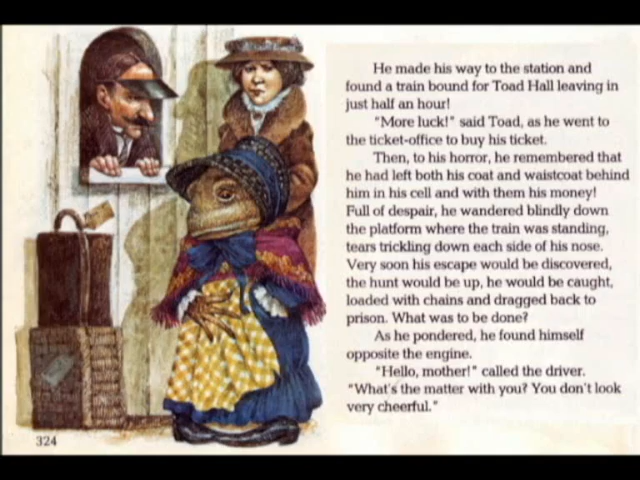 He made his way to the station and
found a train bound for Toad Hall leaving in
just half an hour!
"More luck!" said Toad, as he went to
the ticket-office to buy his ticket.
Then, to his horror, he remembered that
he had left both his coat and waistcoat behind
him in his cell and with them his money!
Full of despair, he wandered blindly down
the platform where the train was standing,
tears trickling down each side of his nose.
Very soon his escape would be discovered,
the hunt would be up, he would be caught,
loaded with chains and dragged back to
prison. What was to be done?
As he pondered, he found himself
opposite the engine.
"Hello, mother!" called the driver.
"What's the matter with you? You don't look
very cheerful."
324